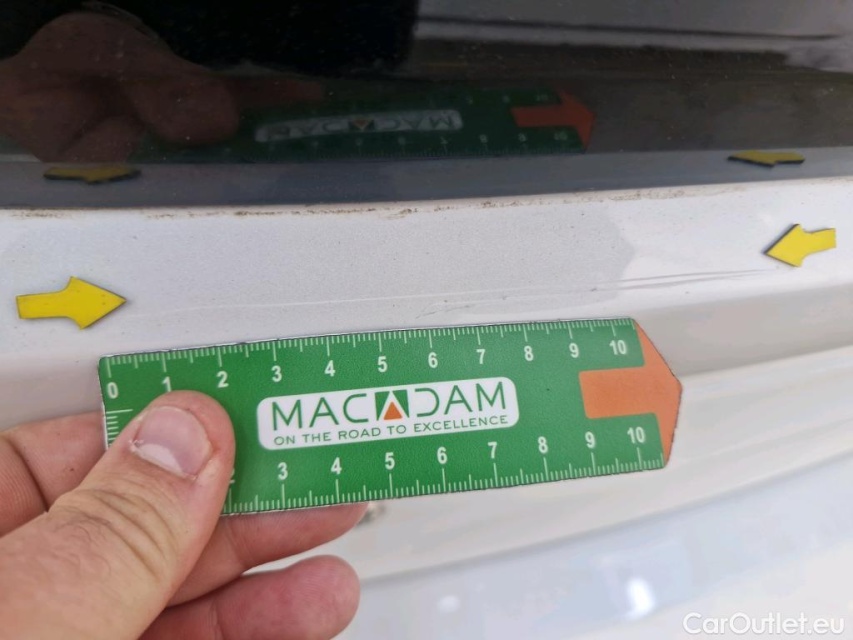 MACADAM
0 1 2 3 4 5 6 7 8 9 10
MACADAM
ON THE ROAD TO EXCELLENCE
3 4 5 6 7 8 9 10
CarOutlet.eu